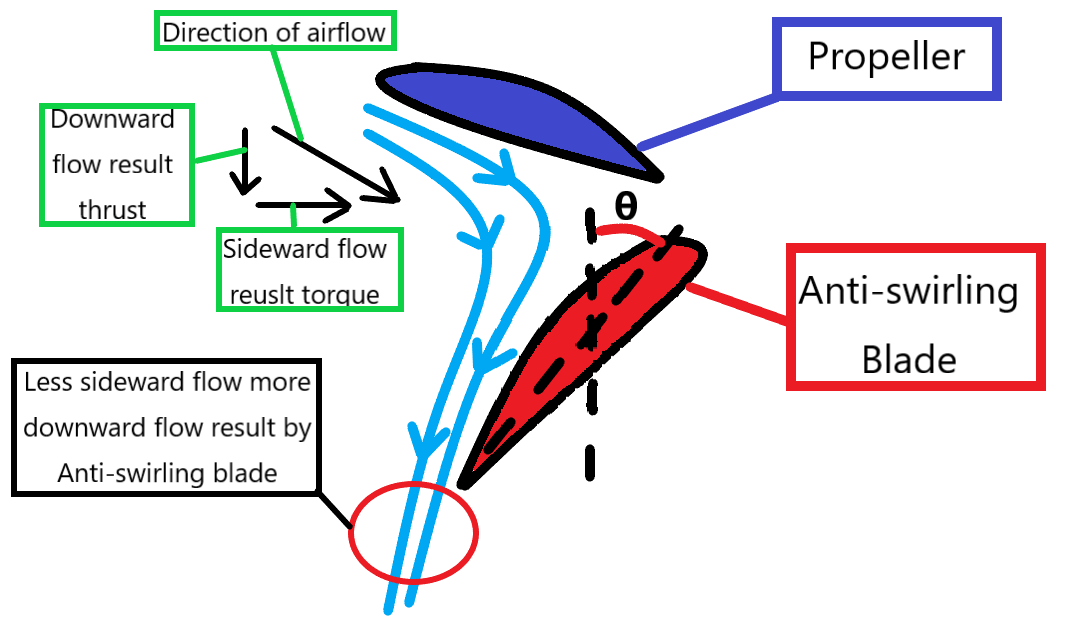 Direction of airflow
Propeller
Downward
flow result
thrust
θ
Sideward flow
reuslt torque
Anti-swirling
Blade
Less sideward flow more
downward flow result by
Anti-swirling blade